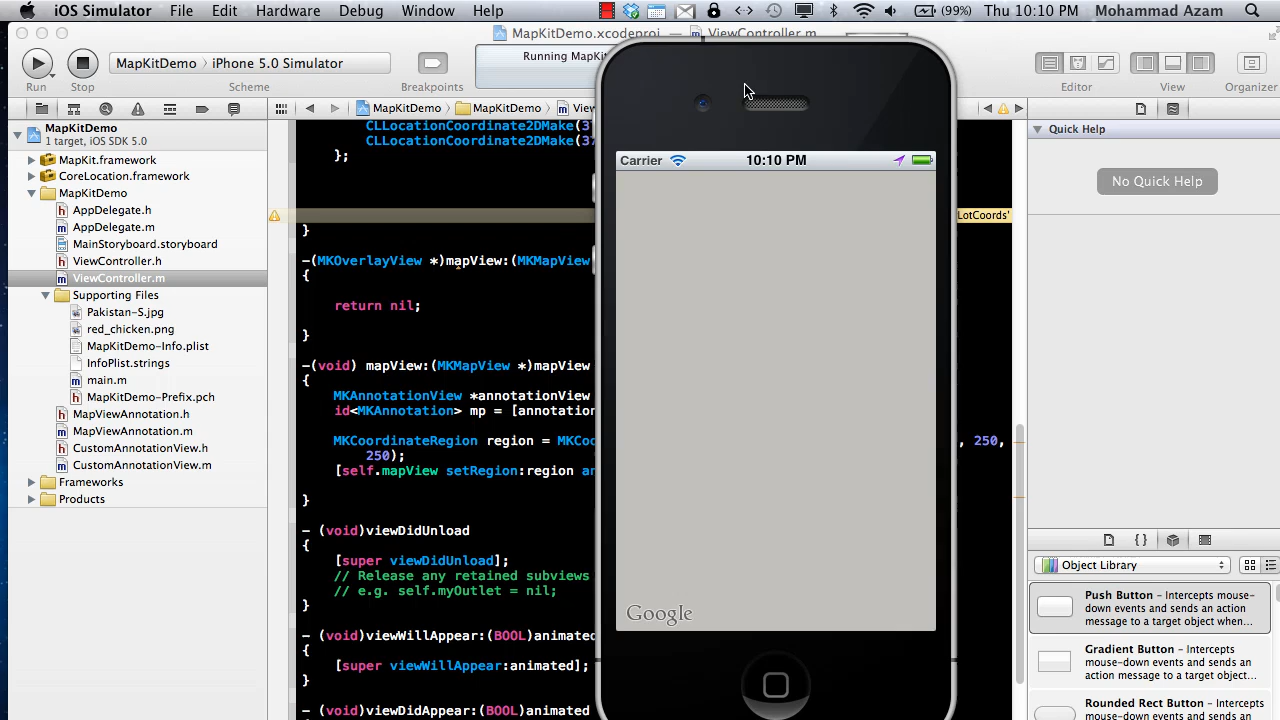 iOS Simulator File Edit Hardware Debug Window Help (99%) Thu 10:10 PM Mohammad Azam
MapKitDemo.xcodeproj — ViewController.m
MapKitDemo iPhone 5.0 Simulator
Running MapKi
Run Stop Scheme Breakpoints Editor View Organizer
MapKitDemo MapKitDemo
MapKitDemo
1 target, iOS SDK 5.0
MapKit.framework
CoreLocation.framework
MapKitDemo
AppDelegate.h
AppDelegate.m
MainStoryboard.storyboard
ViewController.h
ViewController.m
Supporting Files
Pakistan-S.jpg
red_chicken.png
MapKitDemo-Info.plist
InfoPlist.strings
main.m
MapKitDemo-Prefix.pch
MapViewAnnotation.h
MapViewAnnotation.m
CustomAnnotationView.h
CustomAnnotationView.m
Frameworks
Products
CLLocationCoordinate2DMake(3
CLLocationCoordinate2DMake(37
};
LotCoords'
}
-(MKOverlayView *)mapView:(MKMapView
{
return nil;
}
-(void) mapView:(MKMapView *)mapView
{
MKAnnotationView *annotationView
id<MKAnnotation> mp = [annotation
MKCoordinateRegion region = MKCoo , 250,
250);
[self.mapView setRegion:region an
}
- (void)viewDidUnload
{
[super viewDidUnload];
// Release any retained subviews
// e.g. self.myOutlet = nil;
}
- (void)viewWillAppear:(BOOL)animated
{
[super viewWillAppear:animated];
}
- (void)viewDidAppear:(BOOL)animated
Carrier 10:10 PM
Google
Quick Help
No Quick Help
Object Library
Push Button - Intercepts mouse-
down events and sends an action
message to a target object when...
Gradient Button - Intercepts
mouse-down events and sends an
action message to a target object...
Rounded Rect Button - Intercepts